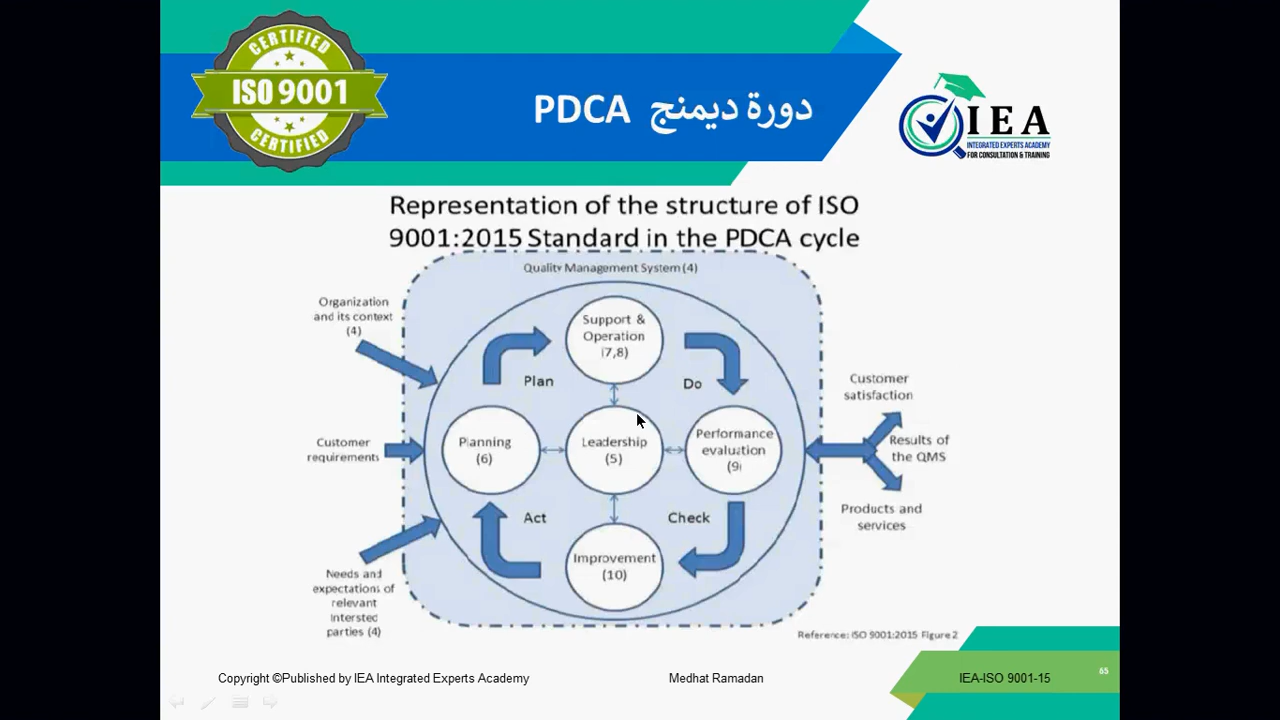 CERTIFIED
ISO 9001
CERTIFIED
دورة ديمنج PDCA
IEA
INTEGRATED EXPERTS ACADEMY
FOR CONSULTATION & TRAINING
Representation of the structure of ISO
9001:2015 Standard in the PDCA cycle
Quality Management System (4)
Organization
and its context
(4)
Support &
Operation
(7,8)
Plan
Do
Customer
satisfaction
Customer
requirements
Planning
(6)
Leadership
(5)
Performance
evaluation
(9)
Results of
the QMS
Act
Check
Products and
services
Improvement
(10)
Needs and
expectations of
relevant
Intersted
parties (4)
Reference: ISO 9001:2015 Figure 2
Copyright ©Published by IEA Integrated Experts Academy
Medhat Ramadan
IEA-ISO 9001-15
65